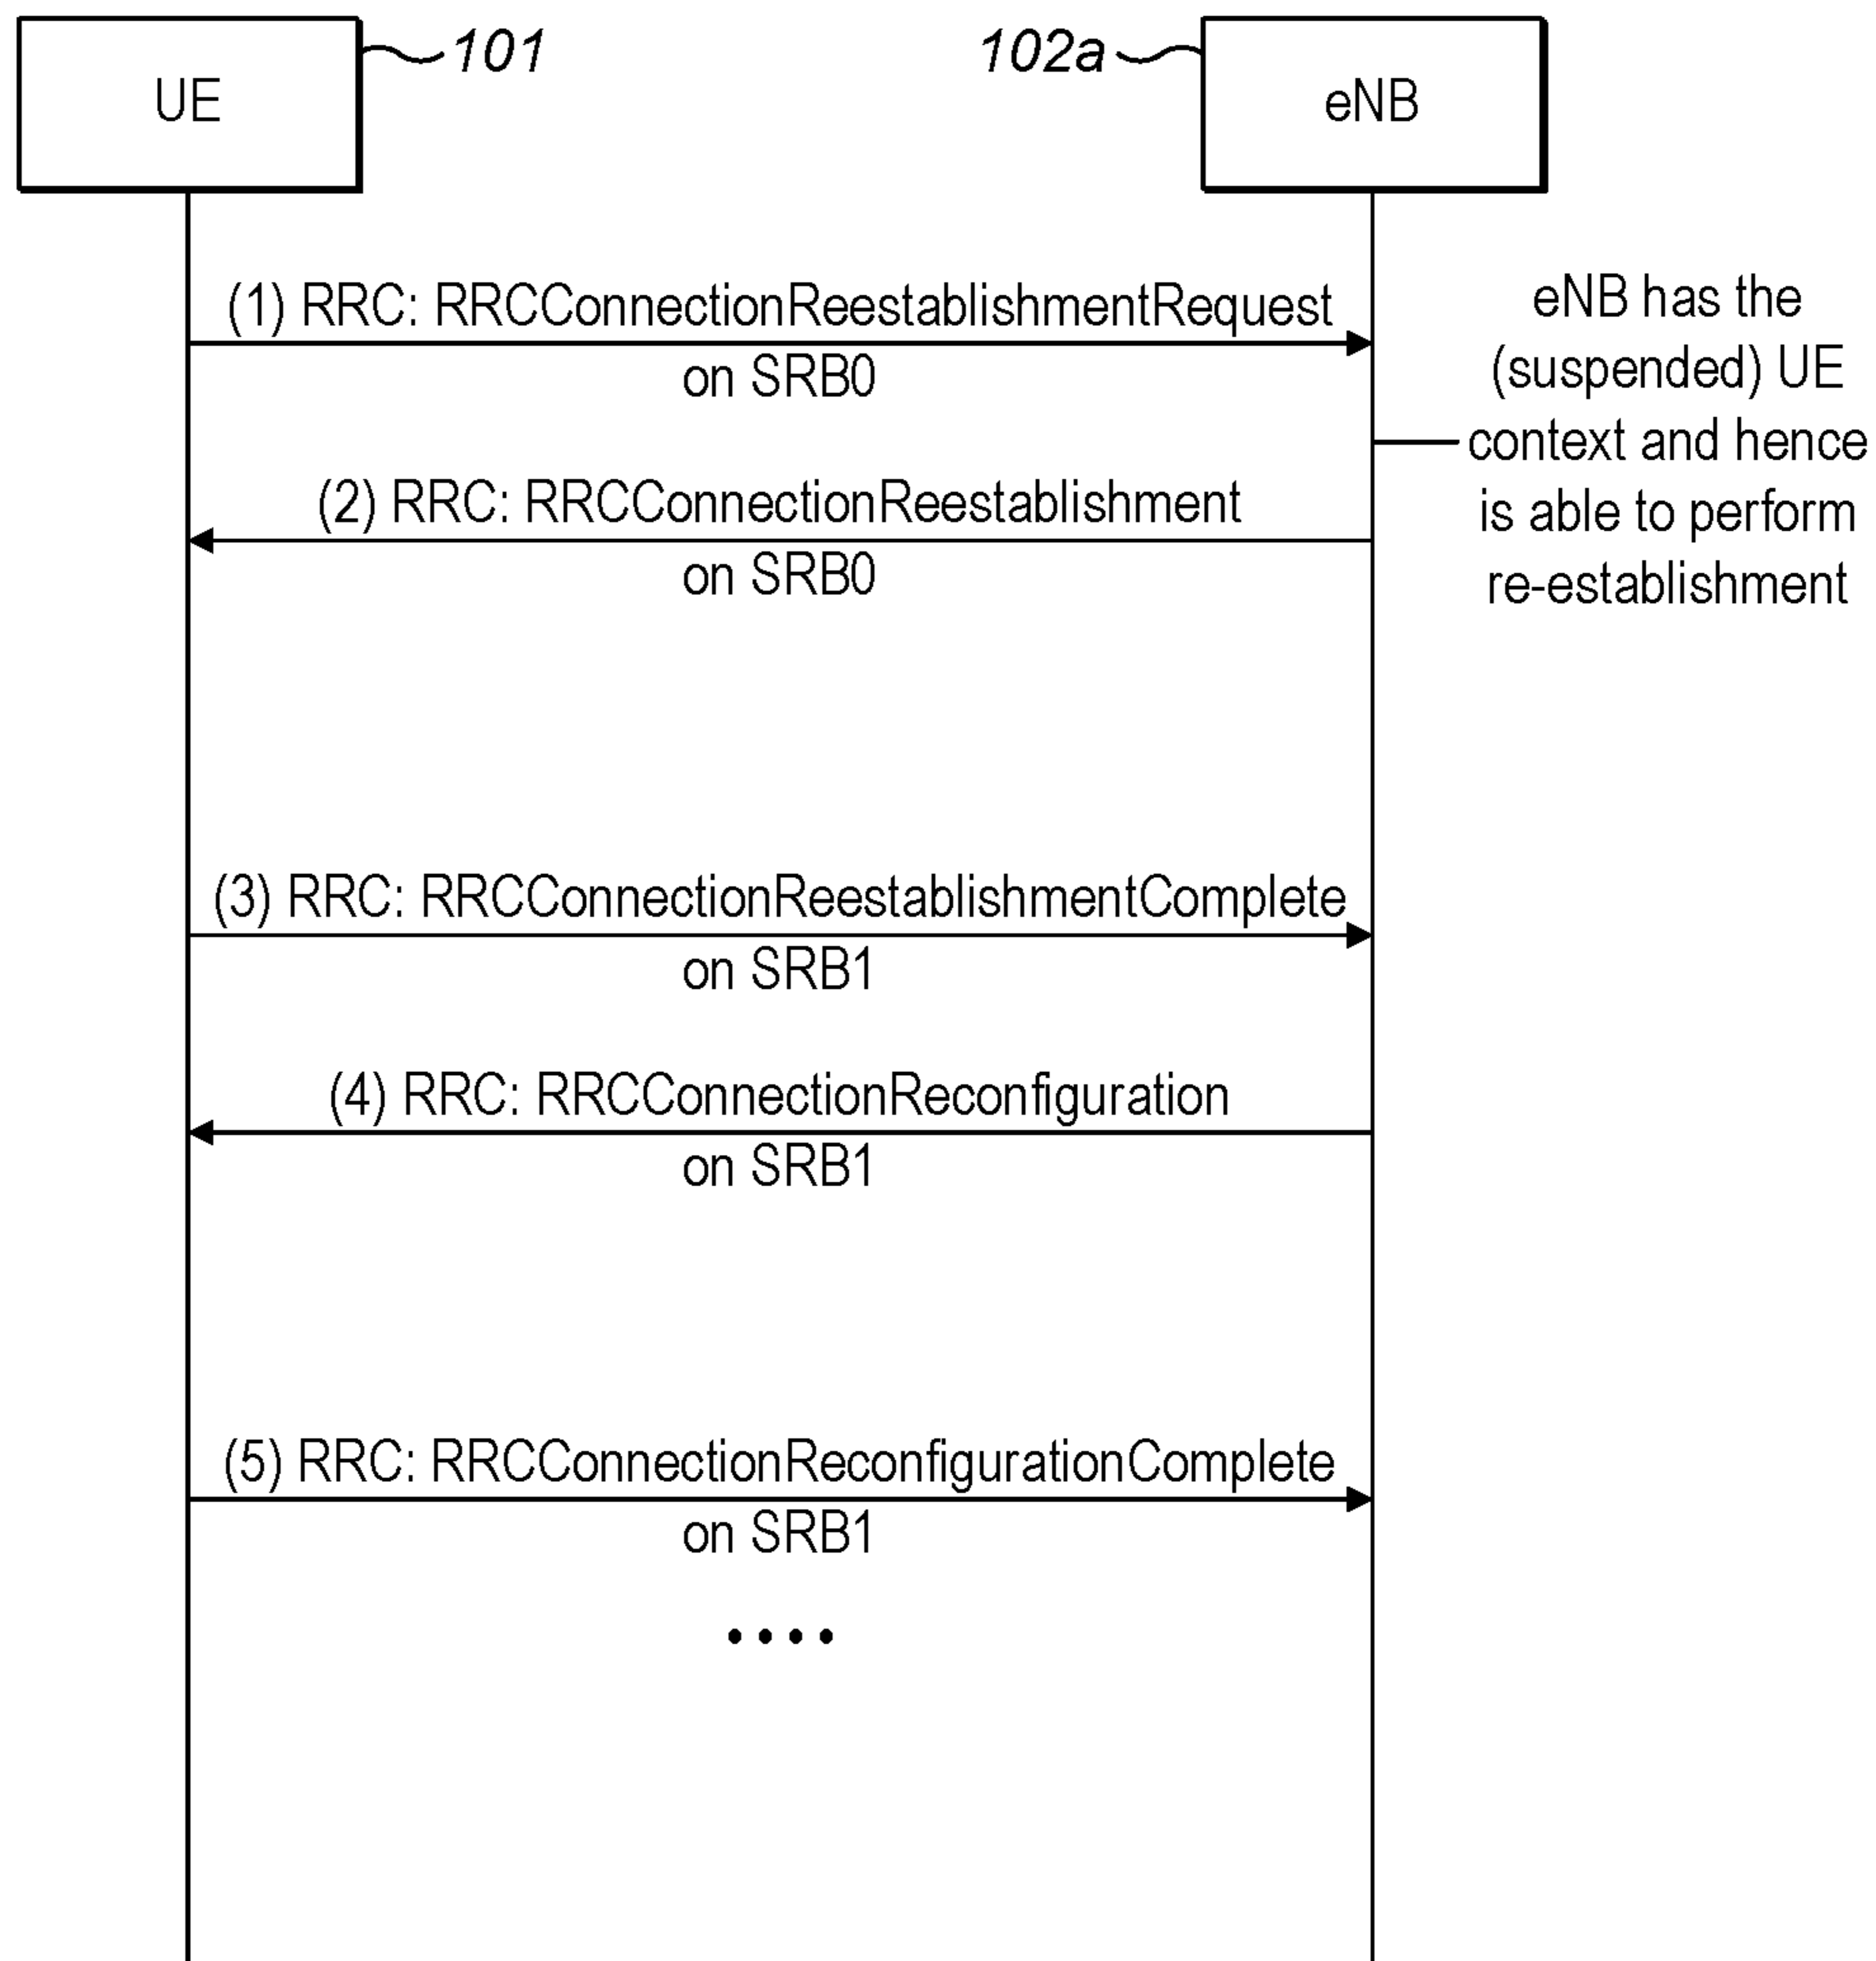 UE
101
102a
eNB
(1) RRC: RRCConnectionReestablishmentRequest
on SRB0
eNB has the
(suspended) UE
context and hence
is able to perform
re-establishment
(2) RRC: RRCConnectionReestablishment
on SRB0
(3) RRC: RRCConnectionReestablishmentComplete
on SRB1
(4) RRC: RRCConnectionReconfiguration
on SRB1
(5) RRC: RRCConnectionReconfigurationComplete
on SRB1
....